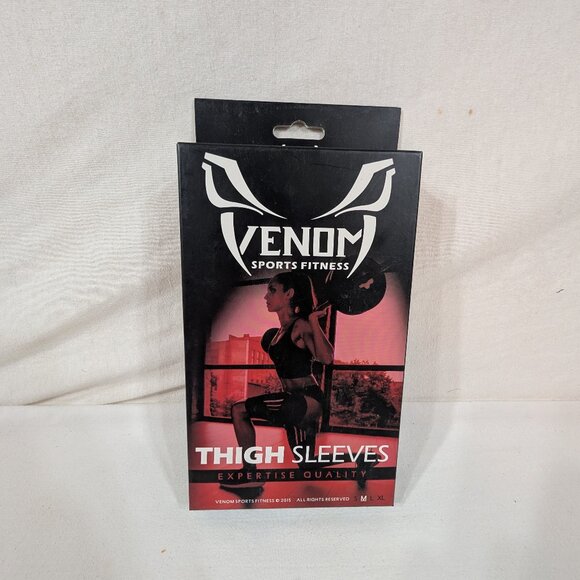 VENOM
SPORTS FITNESS
THIGH SLEEVES
EXPERTISE QUALITY
VENOM SPORTS FITNESS © 2015 ALL RIGHTS RESERVED M L XL